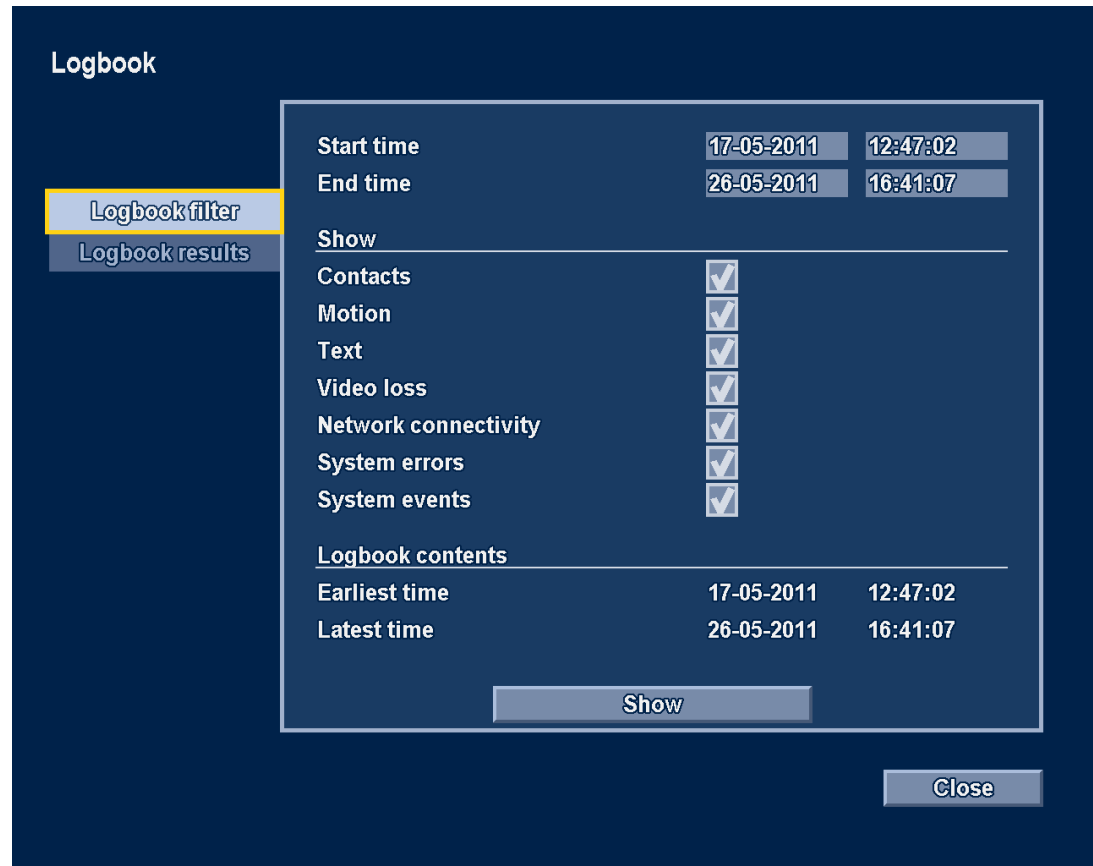 Logbook
Start time 17-05-2011 12:47:02
End time 26-05-2011 16:41:07
Logbook filter
Show
Logbook results
Contacts
Motion
Text
Video loss
Network connectivity
System errors
System events
Logbook contents
Earliest time 17-05-2011 12:47:02
Latest time 26-05-2011 16:41:07
Show
Close